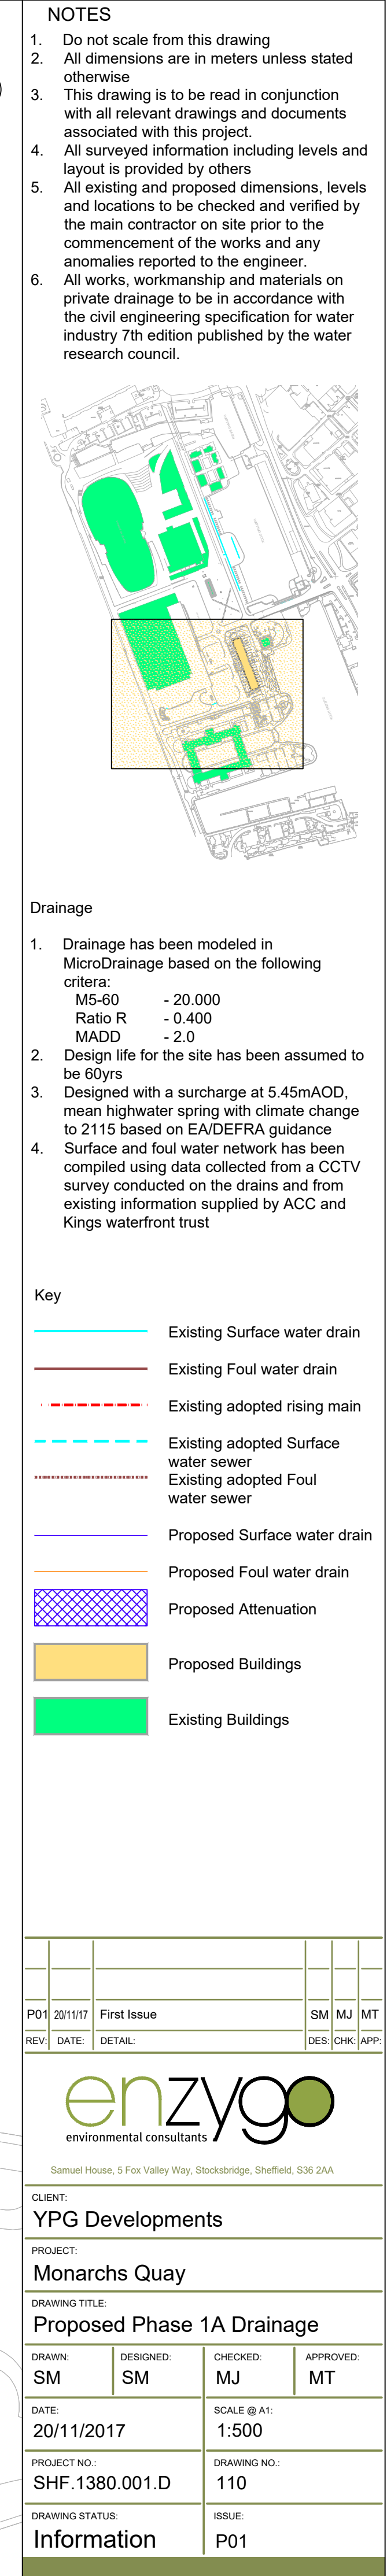 NOTES
1. Do not scale from this drawing
2. All dimensions are in meters unless stated
otherwise
3. This drawing is to be read in conjunction
with all relevant drawings and documents
associated with this project.
4. All surveyed information including levels and
layout is provided by others
5. All existing and proposed dimensions, levels
and locations to be checked and verified by
the main contractor on site prior to the
commencement of the works and any
anomalies reported to the engineer.
6. All works, workmanship and materials on
private drainage to be in accordance with
the civil engineering specification for water
industry 7th edition published by the water
research council.
Drainage
1. Drainage has been modeled in
MicroDrainage based on the following
critera:
M5-60 - 20.000
Ratio R - 0.400
MADD - 2.0
2. Design life for the site has been assumed to
be 60yrs
3. Designed with a surcharge at 5.45mAOD,
mean highwater spring with climate change
to 2115 based on EA/DEFRA guidance
4. Surface and foul water network has been
compiled using data collected from a CCTV
survey conducted on the drains and from
existing information supplied by ACC and
Kings waterfront trust
Key
Existing Surface water drain
Existing Foul water drain
Existing adopted rising main
Existing adopted Surface
water sewer
Existing adopted Foul
water sewer
Proposed Surface water drain
Proposed Foul water drain
Proposed Attenuation
Proposed Buildings
Existing Buildings
P01 20/11/17 First Issue SM MJ MT
REV: DATE: DETAIL: DES: CHK: APP:
enzygo
environmental consultants
Samuel House, 5 Fox Valley Way, Stocksbridge, Sheffield, S36 2AA
CLIENT:
YPG Developments
PROJECT:
Monarchs Quay
DRAWING TITLE:
Proposed Phase 1A Drainage
DRAWN: DESIGNED: CHECKED: APPROVED:
SM SM MJ MT
DATE: SCALE @ A1:
20/11/2017 1:500
PROJECT NO.: DRAWING NO.:
SHF.1380.001.D 110
DRAWING STATUS: ISSUE:
Information P01